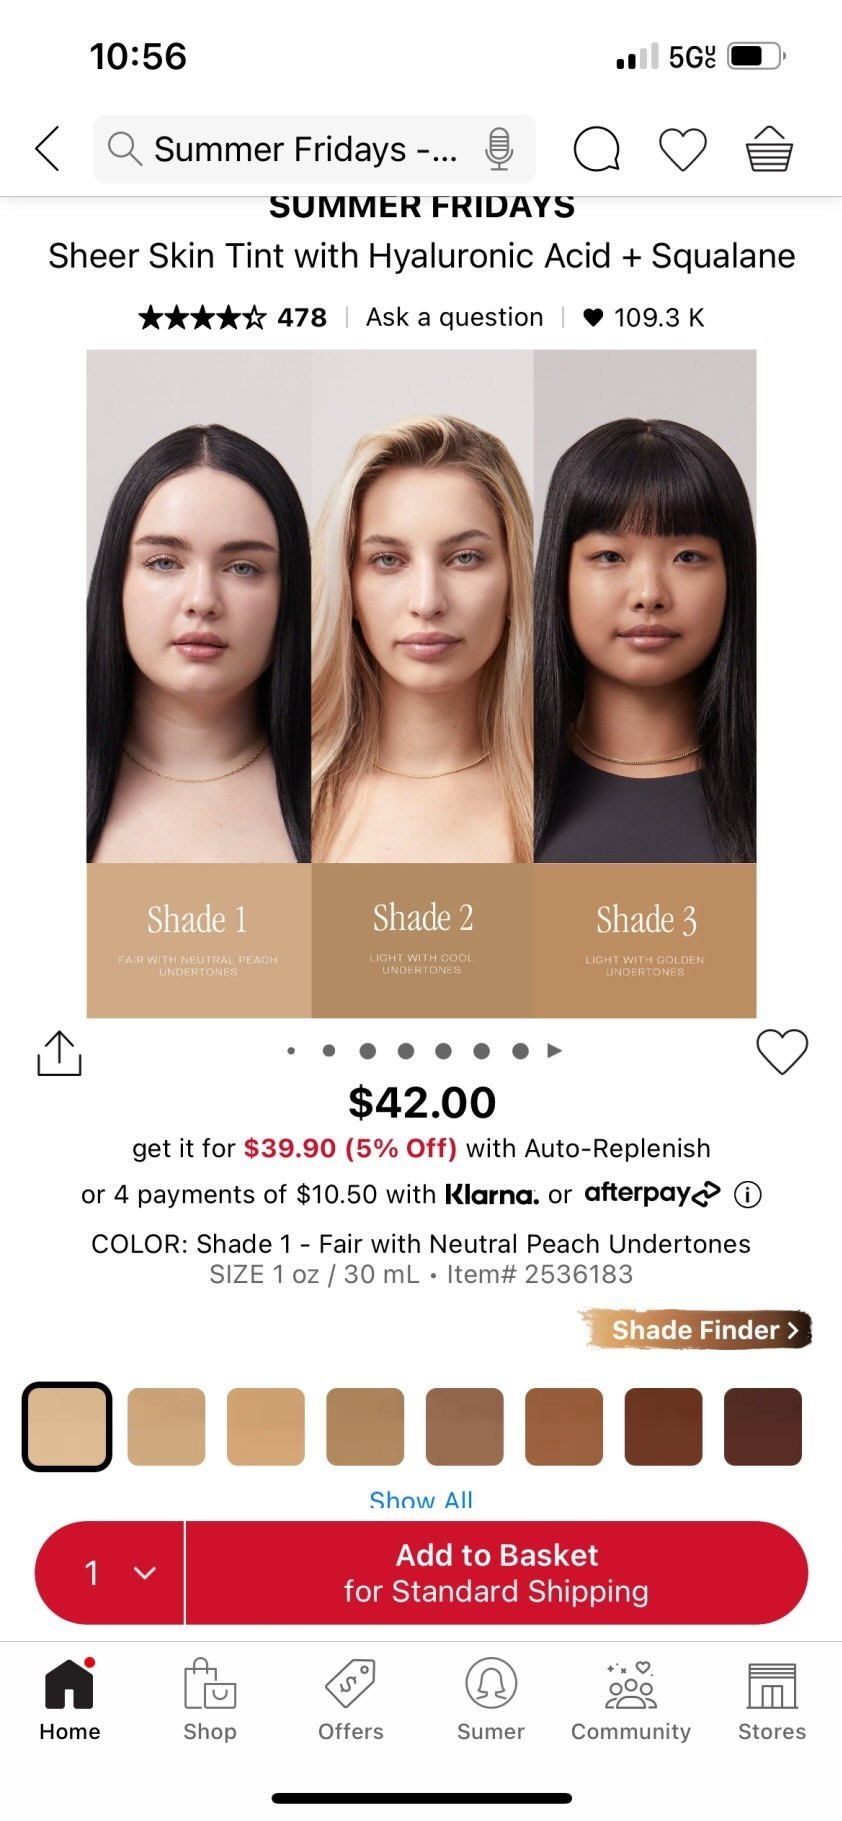 10:56
5G
Summer Fridays -...
SUMMER FRIDAYS
Sheer Skin Tint with Hyaluronic Acid + Squalane
478 | Ask a question | 109.3 K
Shade 1
FAIR WITH NEUTRAL PEACH
UNDERTONES
Shade 2
LIGHT WITH COOL
UNDERTONES
Shade 3
LIGHT WITH GOLDEN
UNDERTONES
$42.00
get it for $39.90 (5% Off) with Auto-Replenish
or 4 payments of $10.50 with Klarna. or afterpay
COLOR: Shade 1 - Fair with Neutral Peach Undertones
SIZE 1 oz / 30 mL • Item# 2536183
Shade Finder >
Show All
1
Add to Basket
for Standard Shipping
Home
Shop
Offers
Sumer
Community
Stores